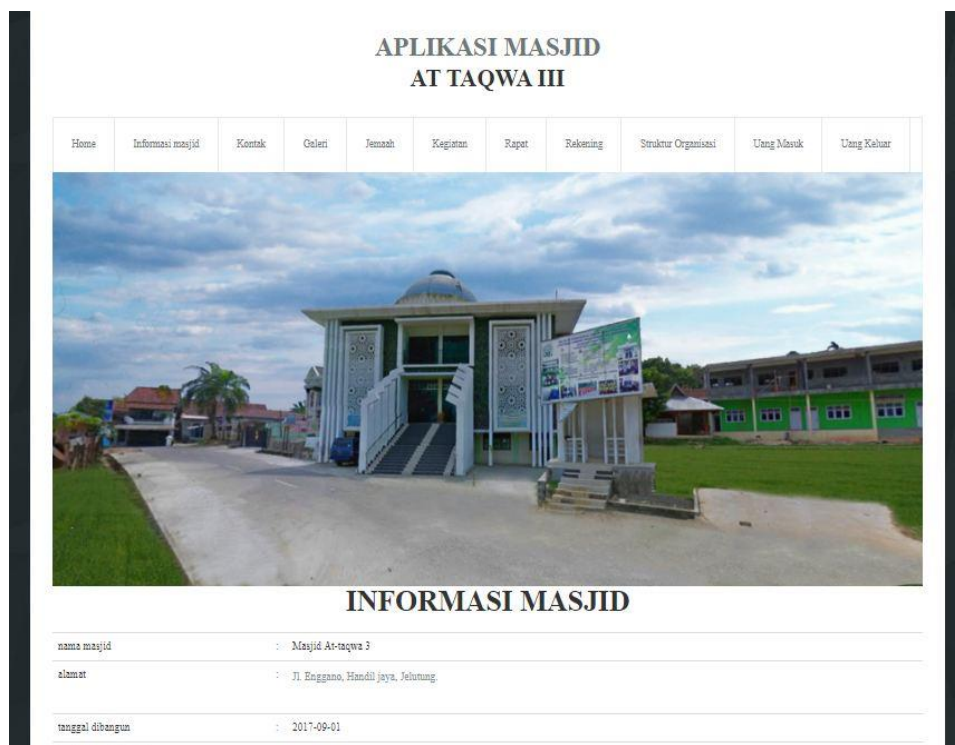 APLIKASI MASJID
AT TAQWA III
Home Informasi masjid Kontak Galeri Jemaah Kegiatan Rapat Rekening Struktur Organisasi Uang Masuk Uang Keluar
INFORMASI MASJID
nama masjid : Masjid At-taqwa 3
alamat : Jl. Enggano, Handil jaya, Jelutung.
tanggal dibangun : 2017-09-01